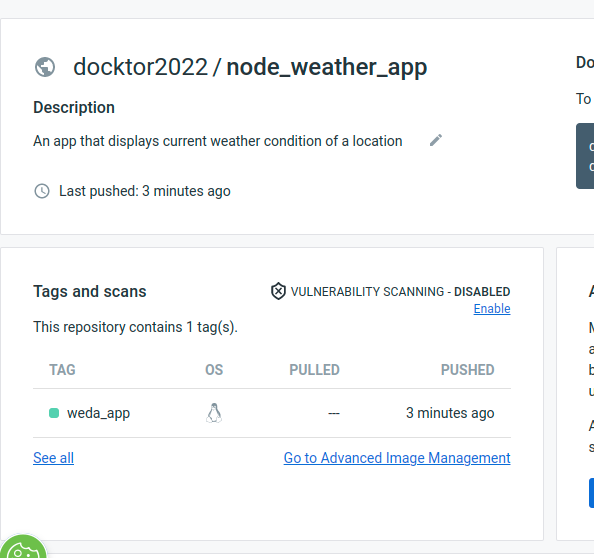 docktor2022 / node_weather_app
Do
Description
To
An app that displays current weather condition of a location
Last pushed: 3 minutes ago
Tags and scans
VULNERABILITY SCANNING - DISABLED
Enable
This repository contains 1 tag(s).
TAG OS PULLED PUSHED
weda_app --- 3 minutes ago
See all Go to Advanced Image Management